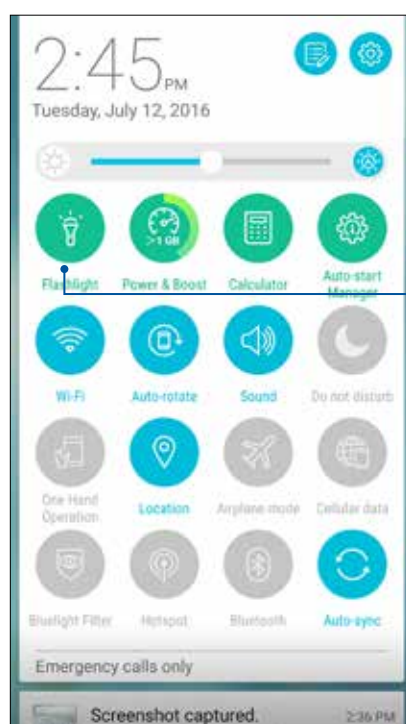 2:45 PM
Tuesday, July 12, 2016
A
>1 GB
Flashlight
Power & Boost
Calculator
Auto-start
Manager
Wi-Fi
Auto-rotate
Sound
Do not disturb
One Hand
Operation
Location
Airplane mode
Cellular data
Bluelight Filter
Hotspot
Bluetooth
Auto-sync
Emergency calls only
Screenshot captured.
2:36 PM